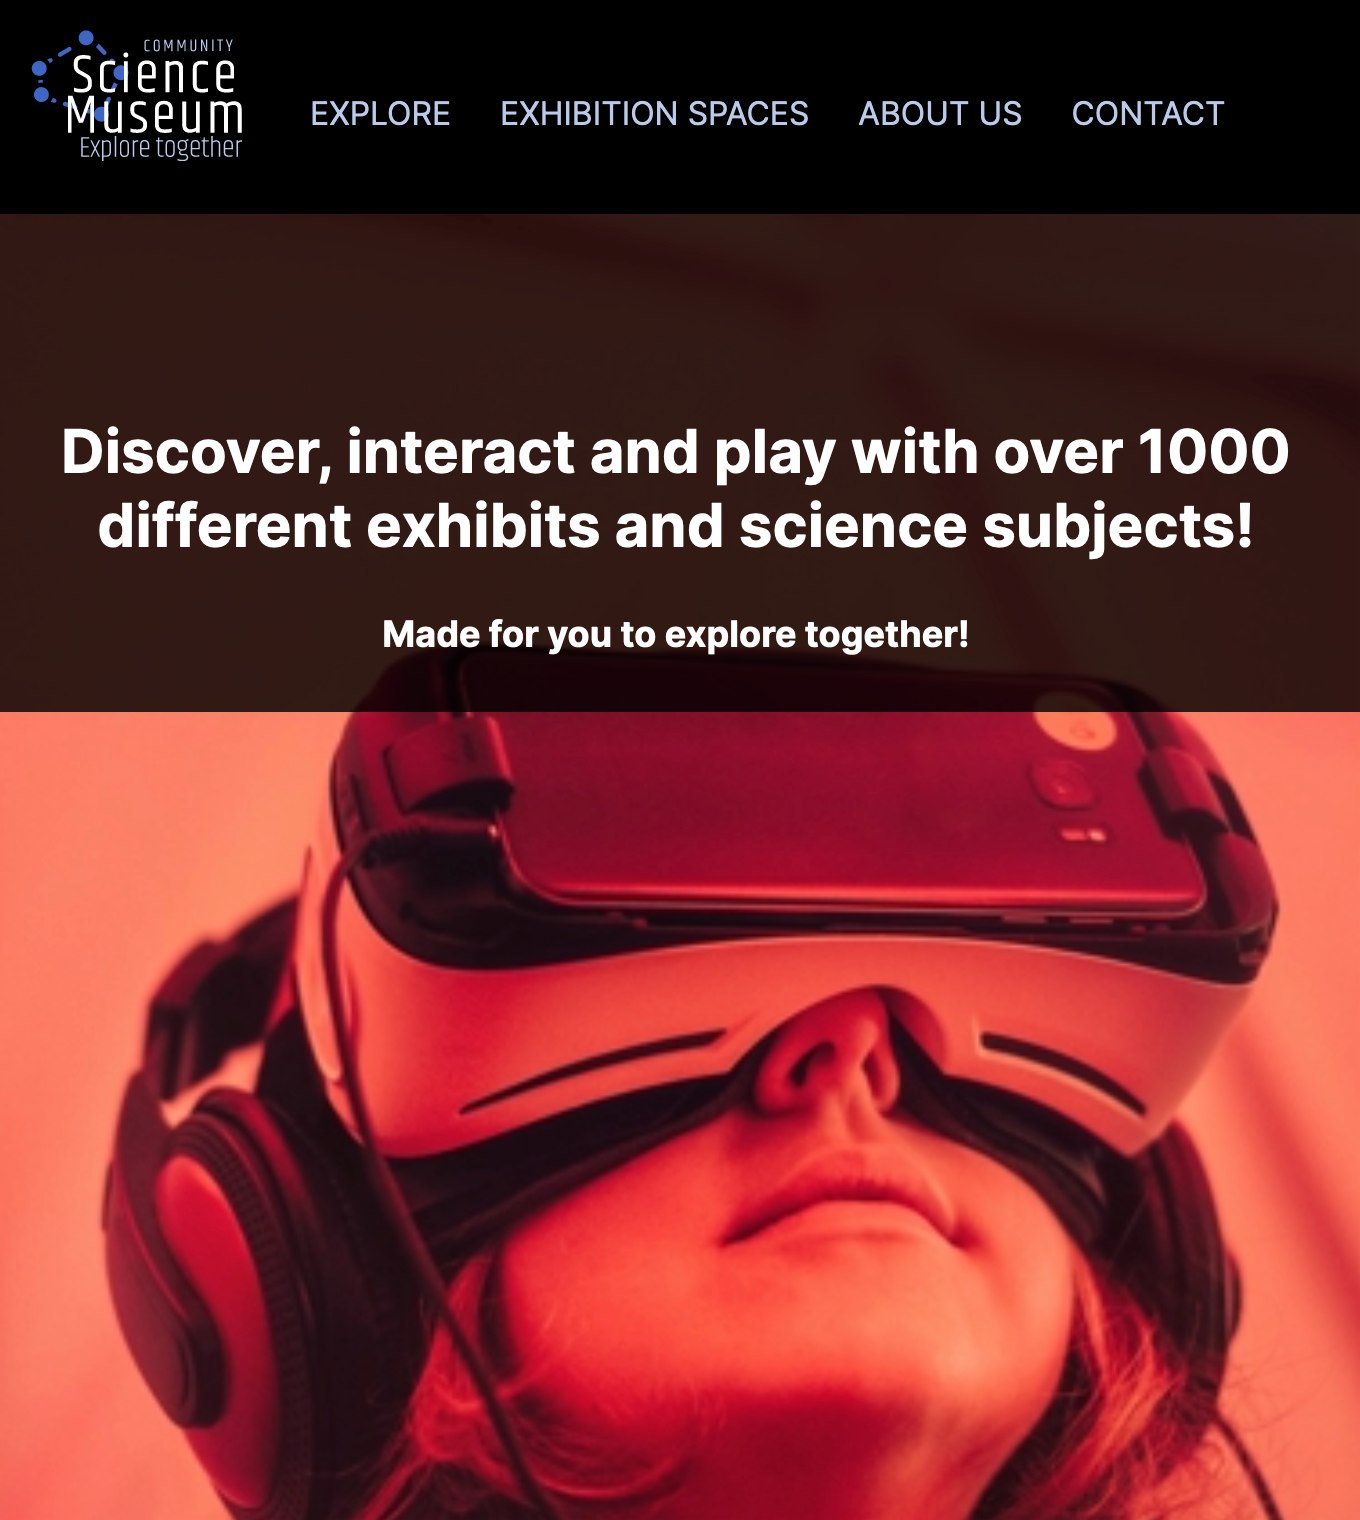 COMMUNITY
Science
Museum
Explore together
EXPLORE EXHIBITION SPACES ABOUT US CONTACT
Discover, interact and play with over 1000
different exhibits and science subjects!
Made for you to explore together!